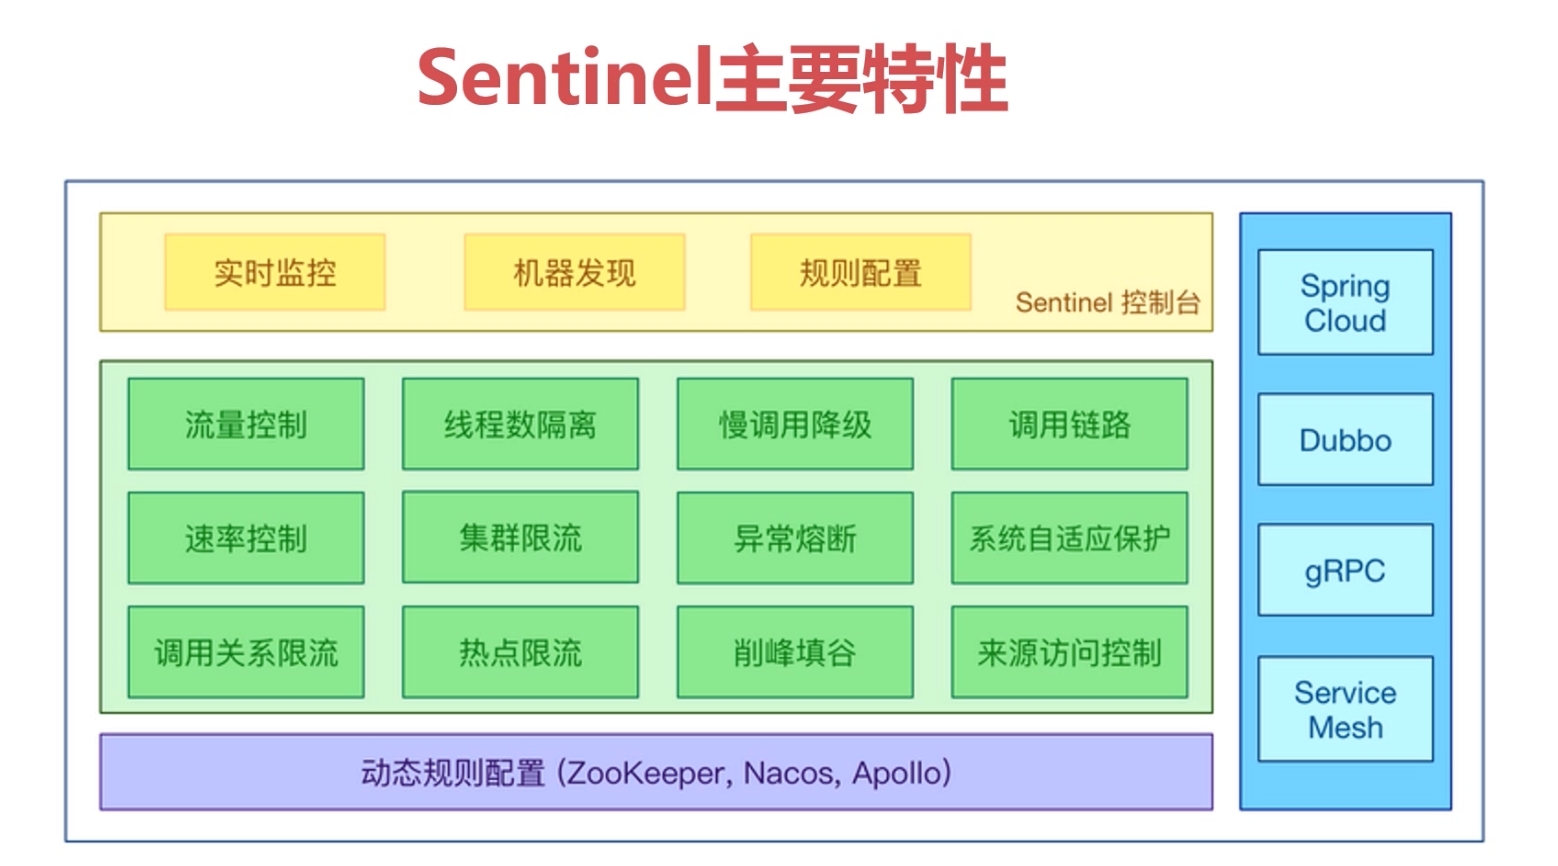 Sentinel主要特性
实时监控
机器发现
规则配置
Sentinel 控制台
流量控制
线程数隔离
慢调用降级
调用链路
速率控制
集群限流
异常熔断
系统自适应保护
调用关系限流
热点限流
削峰填谷
来源访问控制
动态规则配置 (ZooKeeper, Nacos, Apollo)
Spring
Cloud
Dubbo
gRPC
Service
Mesh